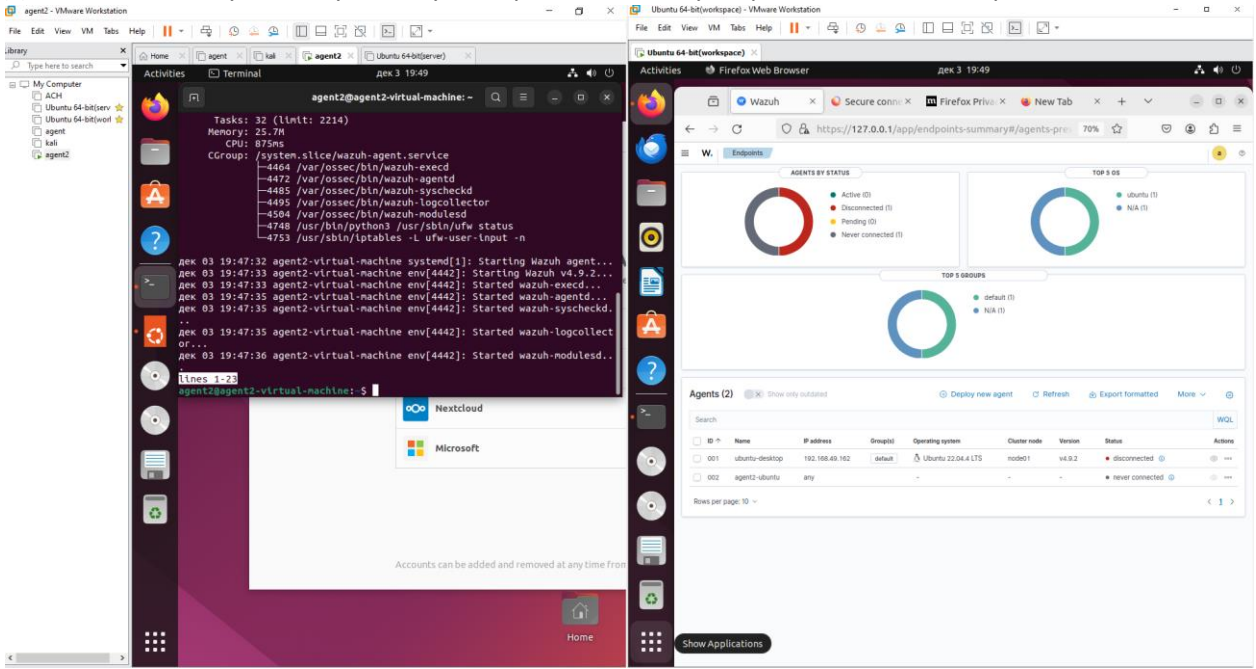 agent2 - VMware Workstation
File Edit View VM Tabs Help
Library
Type here to search
My Computer
ACH
Ubuntu 64-bit(serv
Ubuntu 64-bit(worl
agent
kali
agent2
Home
agent
kali
agent2
Ubuntu 64-bit(server)
Activities
Terminal
дек 3 19:49
agent2@agent2-virtual-machine: ~
Tasks: 32 (limit: 2214)
Memory: 25.7M
CPU: 875ms
CGroup: /system.slice/wazuh-agent.service
├─4464 /var/ossec/bin/wazuh-execd
├─4472 /var/ossec/bin/wazuh-agentd
├─4485 /var/ossec/bin/wazuh-syscheckd
├─4495 /var/ossec/bin/wazuh-logcollector
├─4504 /var/ossec/bin/wazuh-modulesd
├─4748 /usr/bin/python3 /usr/sbin/ufw status
└─4753 /usr/sbin/iptables -L ufw-user-input -n
дек 03 19:47:32 agent2-virtual-machine systemd[1]: Starting Wazuh agent...
дек 03 19:47:33 agent2-virtual-machine env[4442]: Starting Wazuh v4.9.2...
дек 03 19:47:33 agent2-virtual-machine env[4442]: Started wazuh-execd...
дек 03 19:47:35 agent2-virtual-machine env[4442]: Started wazuh-agentd...
дек 03 19:47:35 agent2-virtual-machine env[4442]: Started wazuh-syscheckd.
..
дек 03 19:47:35 agent2-virtual-machine env[4442]: Started wazuh-logcollect
or...
дек 03 19:47:36 agent2-virtual-machine env[4442]: Started wazuh-modulesd..
.
lines 1-23
agent2@agent2-virtual-machine:~$
Nextcloud
Microsoft
Accounts can be added and removed at any time from
Home
Ubuntu 64-bit(workspace) - VMware Workstation
File Edit View VM Tabs Help
Ubuntu 64-bit(workspace)
Activities
Firefox Web Browser
дек 3 19:49
Wazuh
Secure conne
Firefox Priva
New Tab
https://127.0.0.1/app/endpoints-summary#/agents-prev
70%
W.
Endpoints
a
AGENTS BY STATUS
Active (0)
Disconnected (1)
Pending (0)
Never connected (1)
TOP 5 OS
ubuntu (1)
N/A (1)
TOP 5 GROUPS
default (1)
N/A (1)
Agents (2)
Show only outdated
Deploy new agent
Refresh
Export formatted
More
Search
WQL
ID Name IP address Group(s) Operating system Cluster node Version Status Actions
001 ubuntu-desktop 192.168.49.162 default Ubuntu 22.04.4 LTS node01 v4.9.2 disconnected
002 agent2-ubuntu any - - - never connected
Rows per page: 10
1
Show Applications